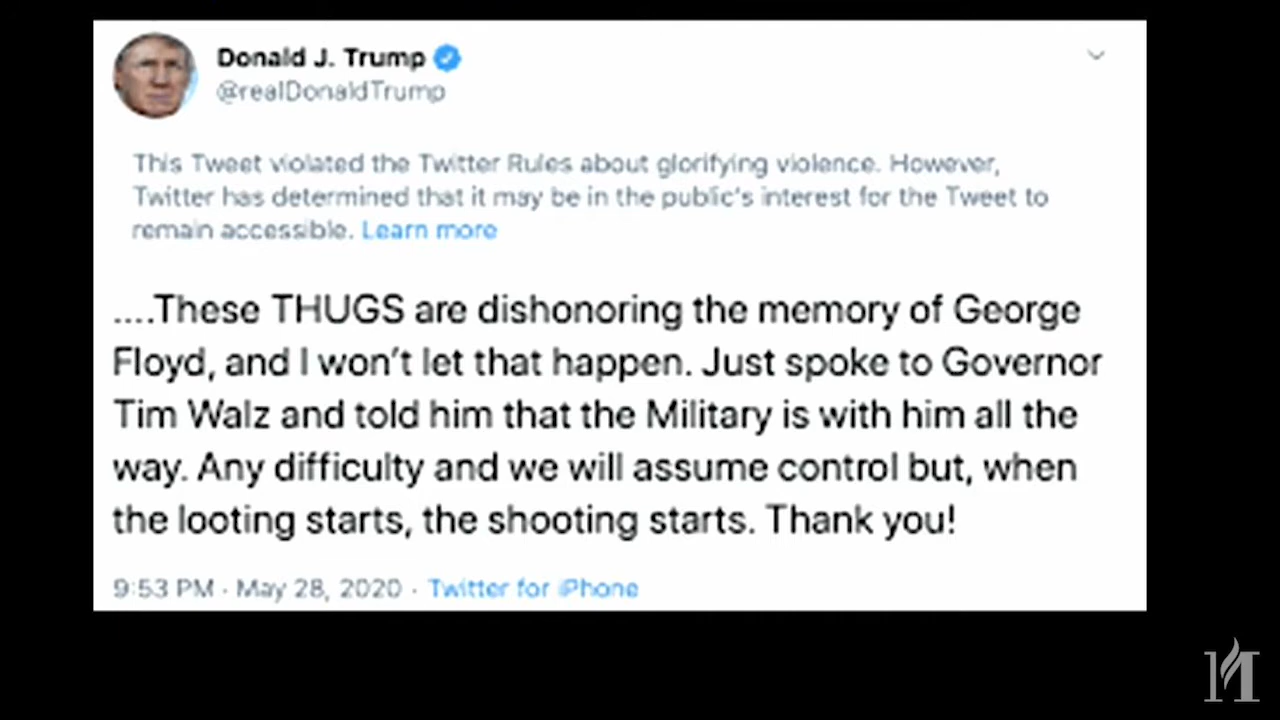 Donald J. Trump
@realDonaldTrump
This Tweet violated the Twitter Rules about glorifying violence. However,
Twitter has determined that it may be in the public's interest for the Tweet to
remain accessible. Learn more
....These THUGS are dishonoring the memory of George
Floyd, and I won't let that happen. Just spoke to Governor
Tim Walz and told him that the Military is with him all the
way. Any difficulty and we will assume control but, when
the looting starts, the shooting starts. Thank you!
9:53 PM · May 28, 2020 · Twitter for iPhone
M